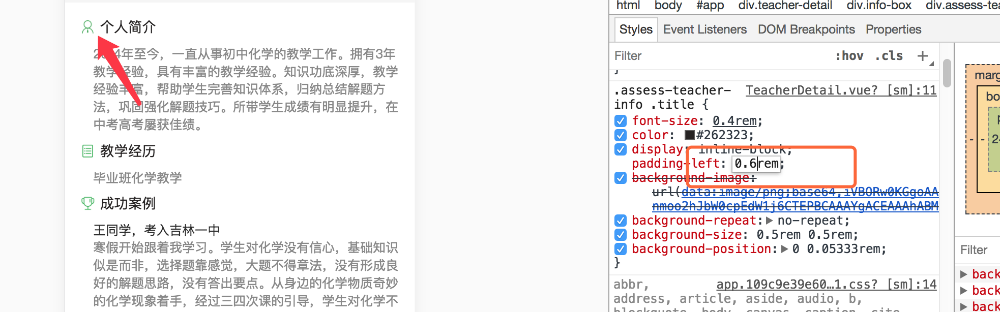 个人简介
2014年至今，一直从事初中化学的教学工作。拥有3年
教学经验，具有丰富的教学经验。知识功底深厚，教学
经验丰富，帮助学生完善知识体系，归纳总结解题方
法，巩固强化解题技巧。所带学生成绩有明显提升，在
中考高考屡获佳绩。
教学经历
毕业班化学教学
成功案例
王同学，考入吉林一中
寒假开始跟着我学习。学生对化学没有信心，基础知识
似是而非，选择题靠感觉，大题不得章法，没有形成良
好的解题思路，没有答出要点。从身边的化学物质奇妙
的化学现象着手，经过三四次课的引导，学生对化学不
html body #app div.teacher-detail div.info-box div.assess-tea
Styles Event Listeners DOM Breakpoints Properties
Filter :hov .cls +
}
.assess-teacher- TeacherDetail.vue? [sm]:11
info .title {
font-size: 0.4rem;
color: #262323;
display: inline-block;
padding-left: 0.6rem;
background-image:
url(data:image/png;base64,iVBORw0KGgoAA
nmoo2hJbW0cpEdW1j6CTEPBCAAAYgACEAAAhABM
background-repeat: no-repeat;
background-size: 0.5rem 0.5rem;
background-position: 0 0.05333rem;
}
abbr, app.109c9e39e60…1.css? [sm]:14
address, article, aside, audio, b,
blockquote, body, canvas, caption, cite,
marg
bo
p
- - 24
Filter
back
back
back